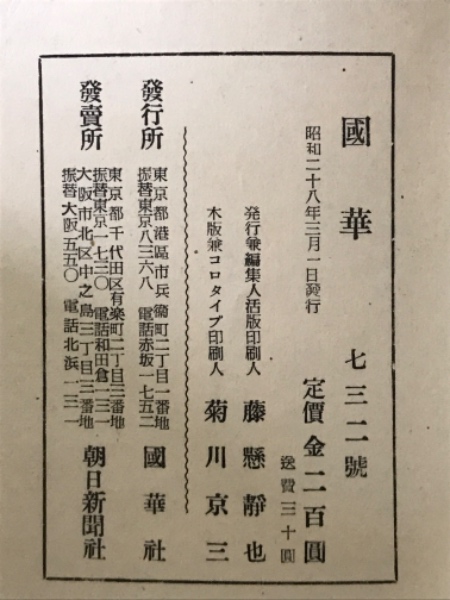 國華 七三二號
昭和二十八年三月一日発行
定價金二百圓
送費三十圓
発行兼編集人活版印刷人 藤懸靜也
木版兼コロタイプ印刷人 菊川京三
發行所
東京都港區市兵衞町二丁目一番地
振替東京八三六八 電話赤坂一七五二
國華社
發賣所
東京都千代田区有楽町二丁目三番地
振替東京一七三〇 電話和田倉一三一
大阪市北区中之島三丁目三番地
振替大阪五五〇 電話北浜一三一
朝日新聞社